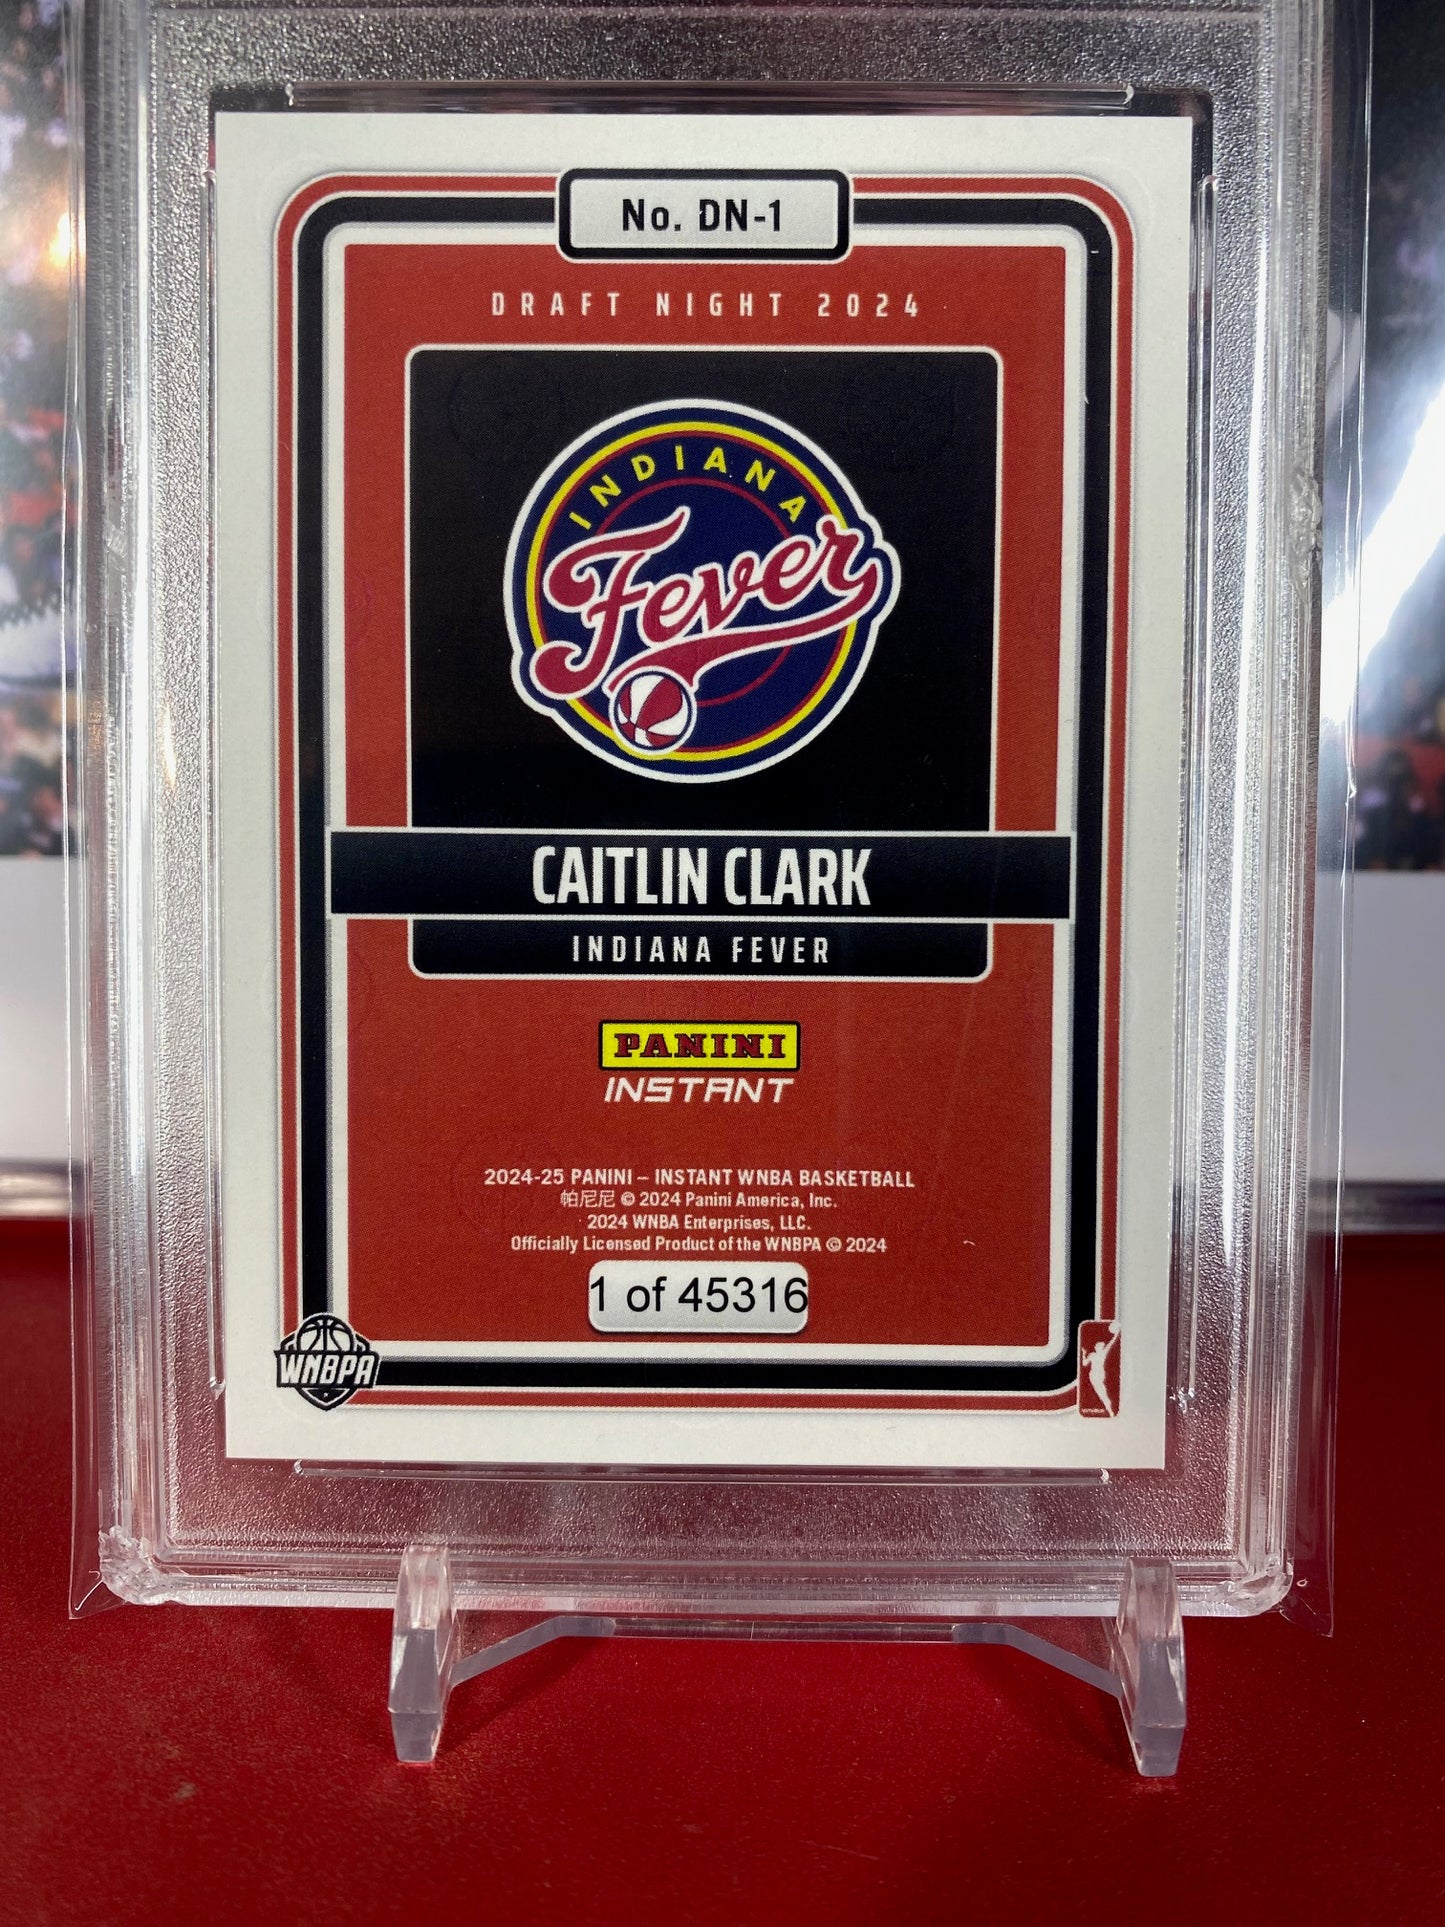 No. DN-1
DRAFT NIGHT 2024
INDIANA
Fever
CAITLIN CLARK
INDIANA FEVER
PANINI
INSTANT
2024-25 PANINI – INSTANT WNBA BASKETBALL
帕尼尼 © 2024 Panini America, Inc.
2024 WNBA Enterprises, LLC.
Officially Licensed Product of the WNBPA © 2024
1 of 45316
WNBPA